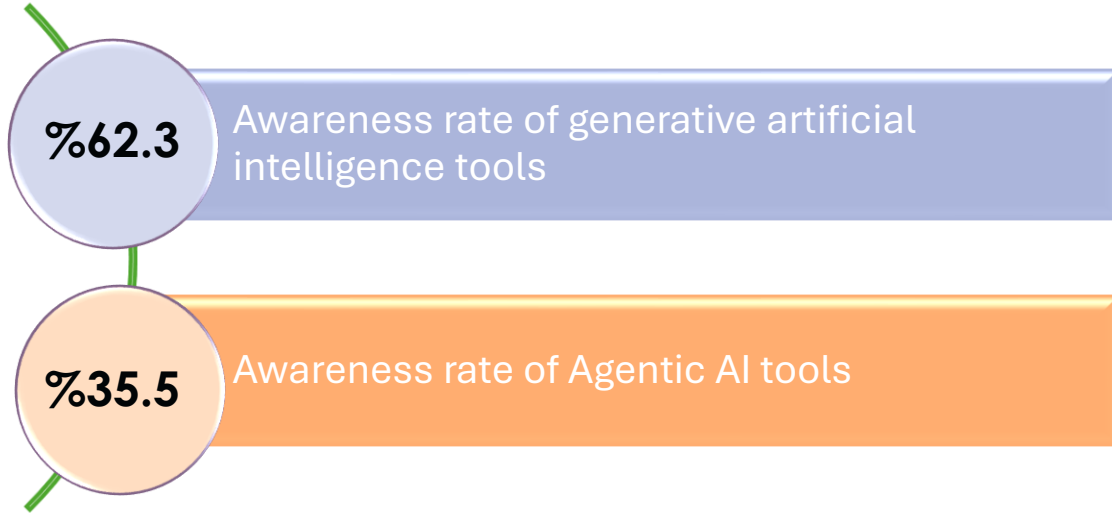 %62.3
Awareness rate of generative artificial
intelligence tools
%35.5
Awareness rate of Agentic AI tools